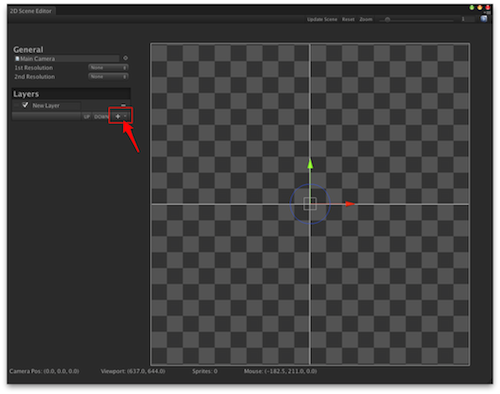 2D Scene Editor
Update Scene Reset Zoom 1
General
Main Camera
1st Resolution None
2nd Resolution None
Layers
New Layer
UP DOWN + -
Camera Pos: (0.0, 0.0, 0.0) Viewport: (637.0, 644.0) Sprites: 0 Mouse: (-182.5, 211.0, 0.0)